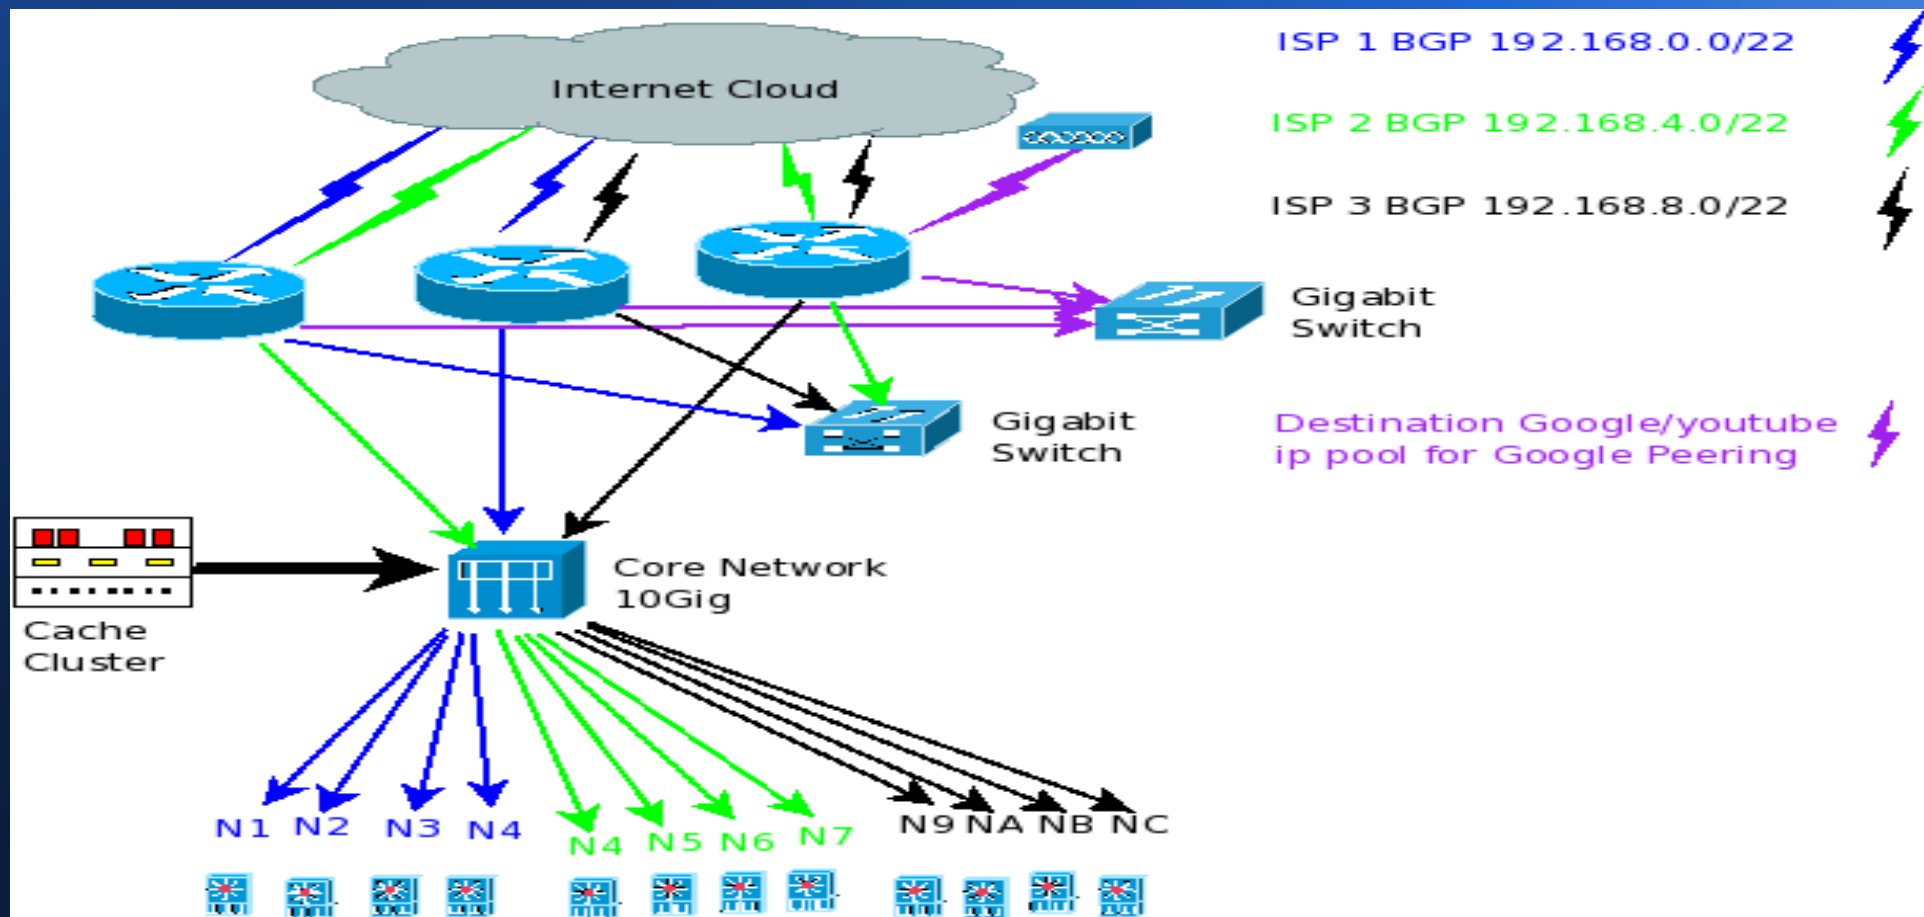 Internet Cloud
ISP 1 BGP 192.168.0.0/22
ISP 2 BGP 192.168.4.0/22
ISP 3 BGP 192.168.8.0/22
Gigabit
Switch
Gigabit
Switch
Destination Google/youtube
ip pool for Google Peering
Core Network
10Gig
Cache
Cluster
N1 N2 N3 N4 N4 N5 N6 N7 N9 NA NB NC